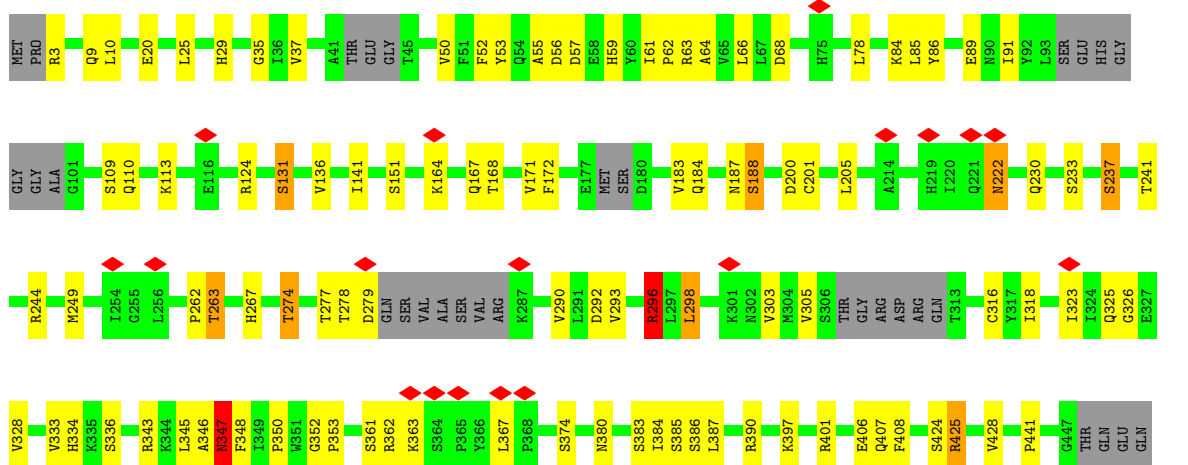 MET PRO R3 Q9 L10 E20 L25 H29 G35 I36 V37 A41 THR GLU GLY T45 V50 F51 F52 Y53 Q54 A55 D56 D57 E58 H59 Y60 I61 P62 R63 A64 V65 L66 L67 D68 H75 L78 K84 L85 Y86 E89 N90 I91 Y92 L93 SER GLU HIS GLY
GLY GLY ALA G101 S109 Q110 K113 E116 R124 S131 V136 I141 S151 K164 Q167 T168 V171 F172 E177 MET SER D180 V183 Q184 N187 S188 D200 C201 L205 A214 H219 I220 Q221 N222 Q230 S233 S237 T241
R244 M249 I254 G255 L256 P262 T263 H267 T274 T277 T278 D279 GLN SER VAL ALA SER VAL ARG K287 V290 L291 D292 V293 R296 L297 L298 K301 N302 V303 M304 V305 S306 THR GLY ARG ASP ARG GLN T313 C316 Y317 I318 I323 I324 Q325 G326 E327
V328 V333 H334 K335 S336 R343 K344 L345 A346 N347 F348 I349 P350 W351 G352 P353 S361 R362 K363 S364 P365 Y366 L367 P368 S374 N380 S383 I384 S385 S386 L387 R390 K397 R401 E406 Q407 F408 S424 R425 V428 P441 G447 THR GLN GLU GLN